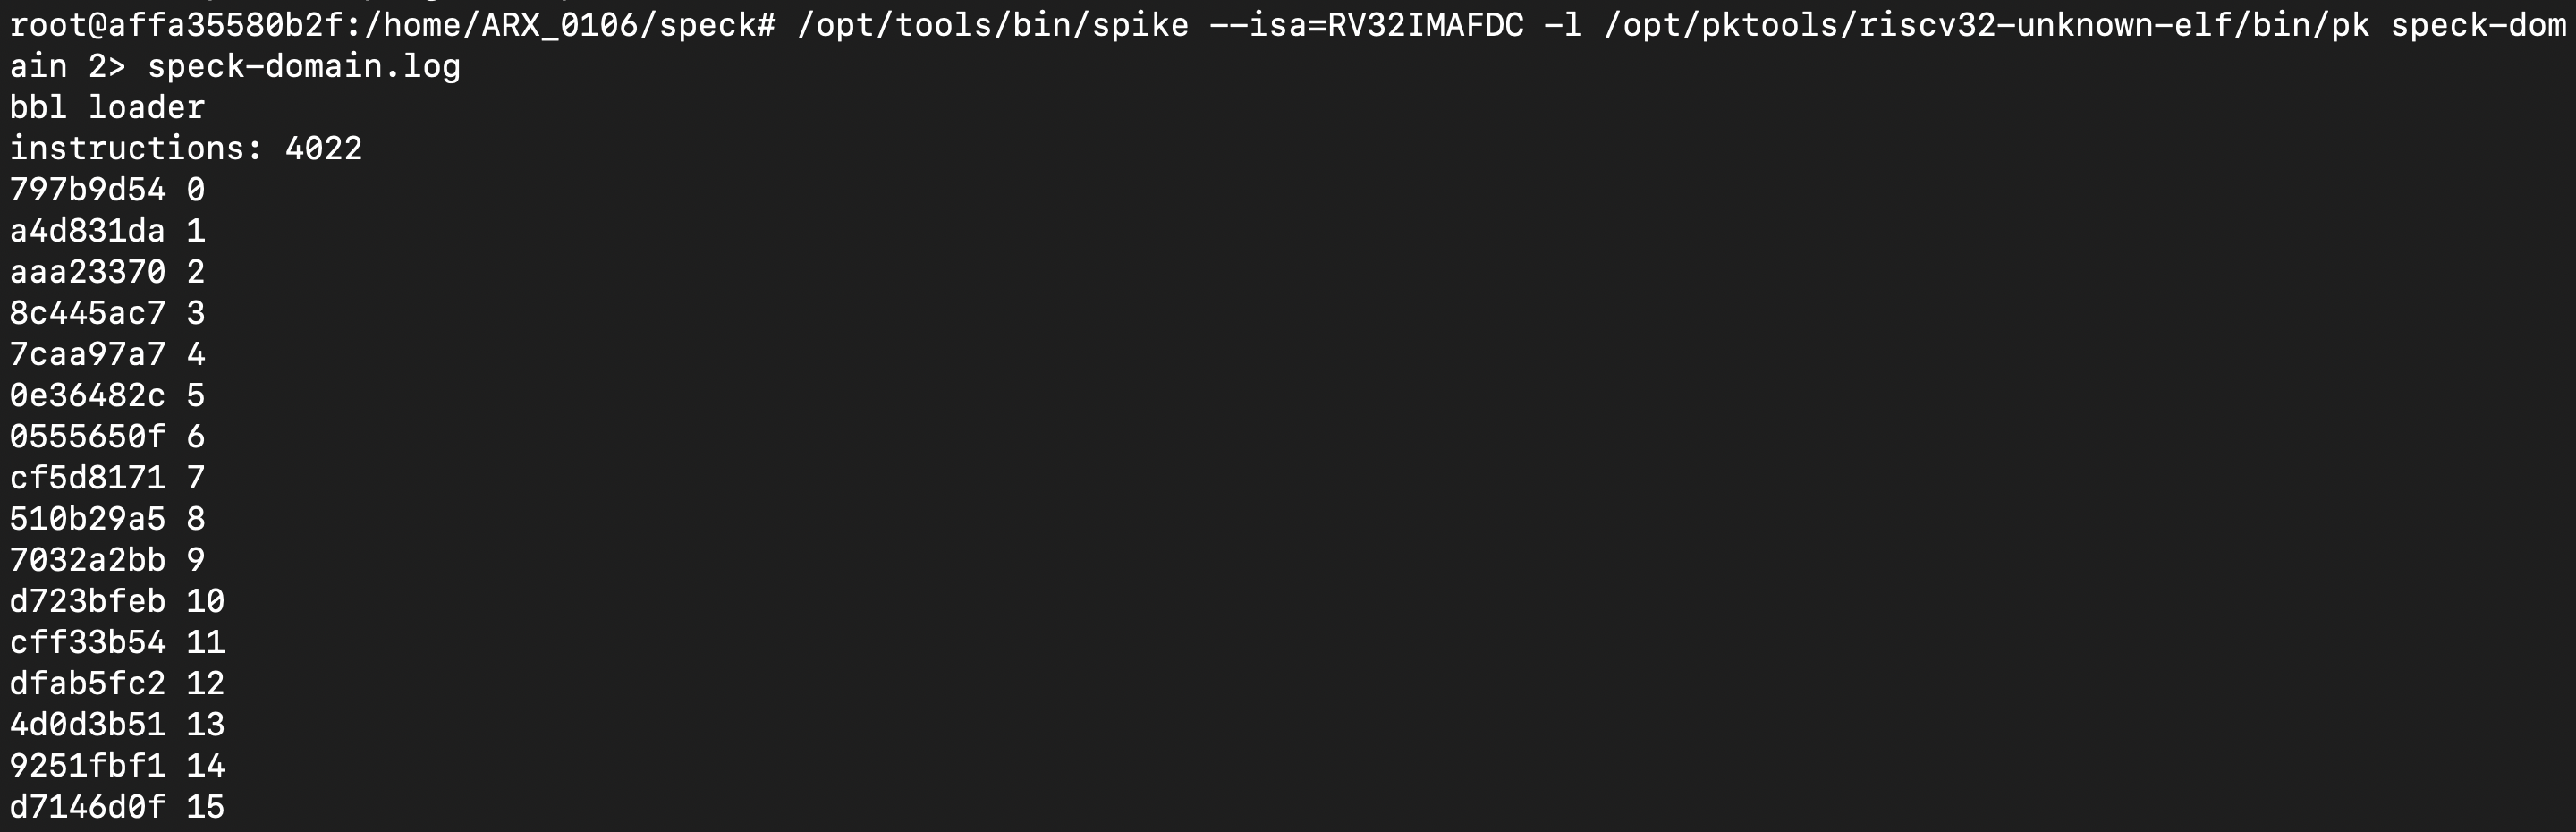 root@affa35580b2f:/home/ARX_0106/speck# /opt/tools/bin/spike --isa=RV32IMAFDC -l /opt/pktools/riscv32-unknown-elf/bin/pk speck-dom
ain 2> speck-domain.log
bbl loader
instructions: 4022
797b9d54 0
a4d831da 1
aaa23370 2
8c445ac7 3
7caa97a7 4
0e36482c 5
0555650f 6
cf5d8171 7
510b29a5 8
7032a2bb 9
d723bfeb 10
cff33b54 11
dfab5fc2 12
4d0d3b51 13
9251fbf1 14
d7146d0f 15